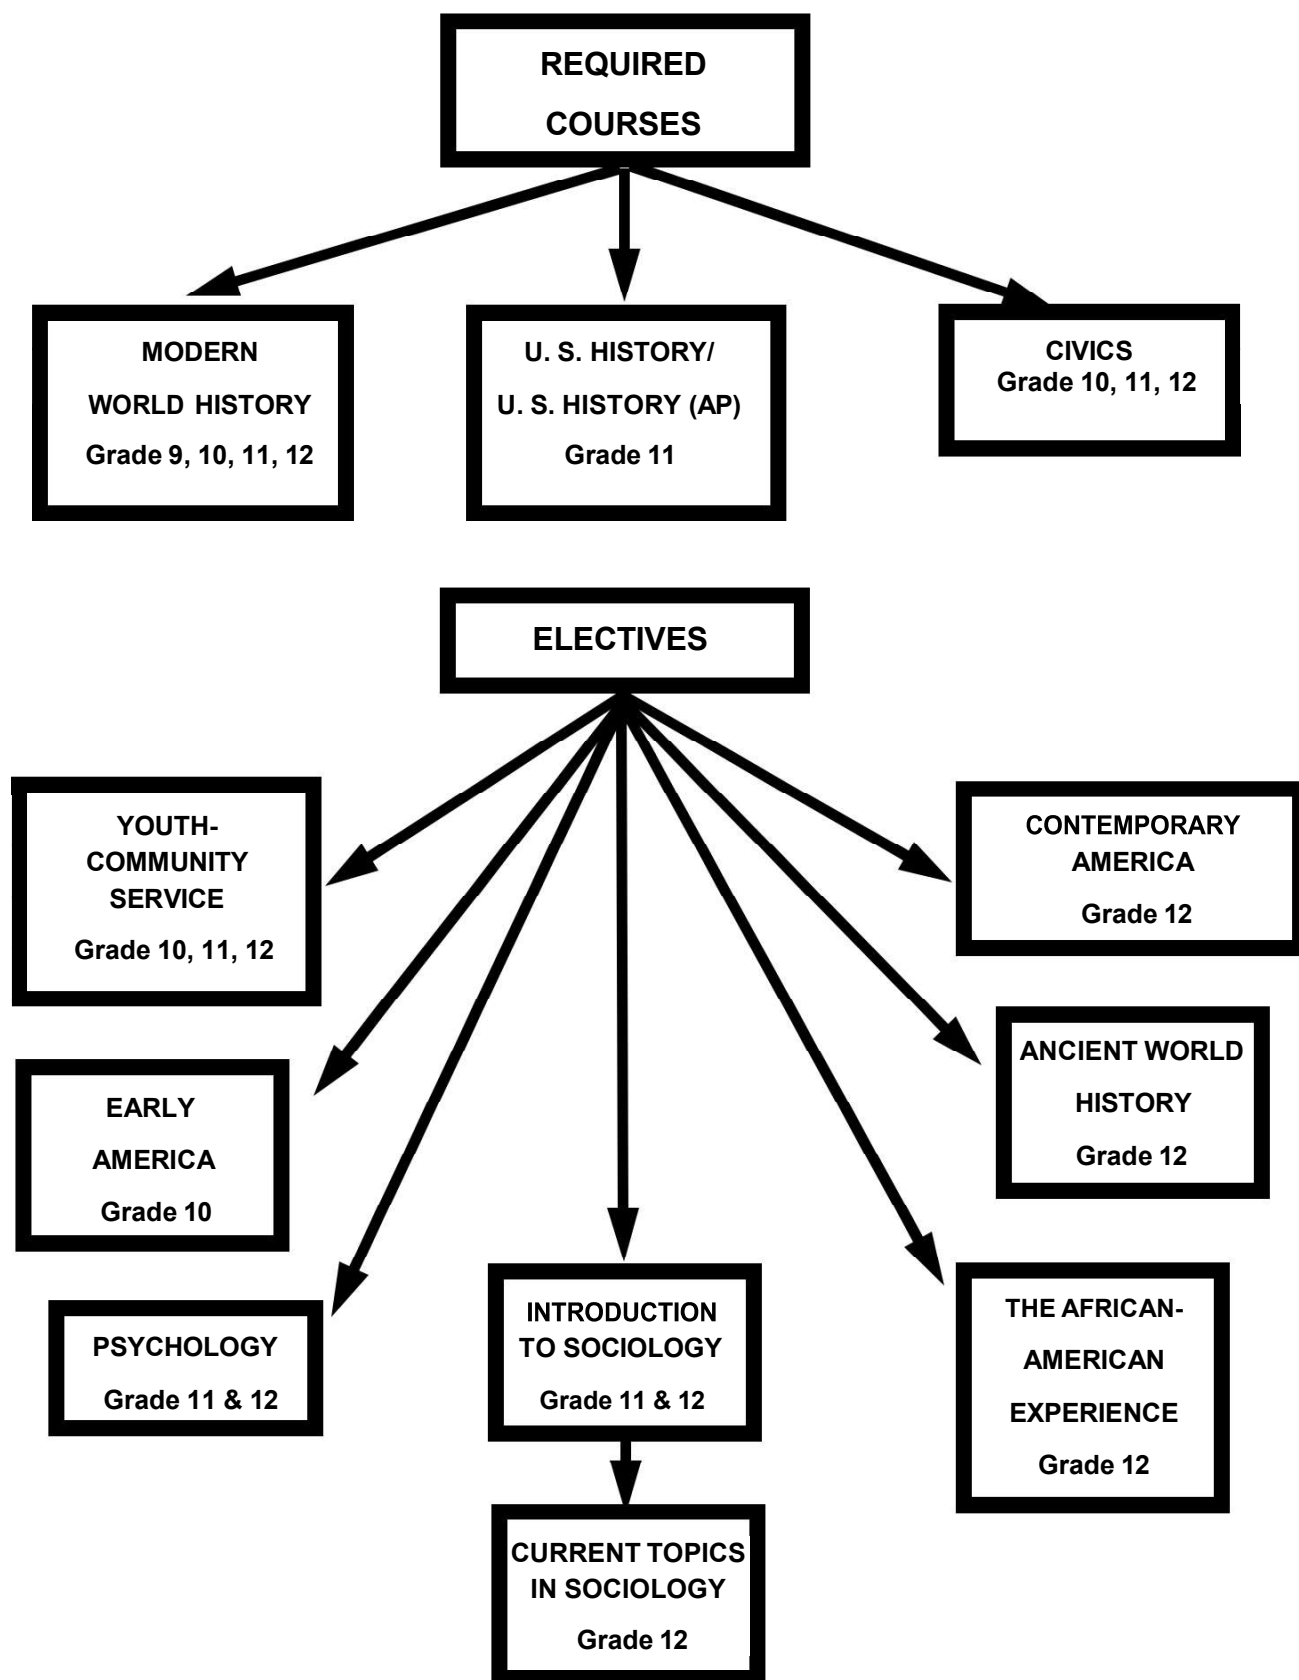 REQUIRED
COURSES
MODERN
WORLD HISTORY
Grade 9, 10, 11, 12
U. S. HISTORY/
U. S. HISTORY (AP)
Grade 11
CIVICS
Grade 10, 11, 12
ELECTIVES
YOUTH-
COMMUNITY
SERVICE
Grade 10, 11, 12
CONTEMPORARY
AMERICA
Grade 12
EARLY
AMERICA
Grade 10
ANCIENT WORLD
HISTORY
Grade 12
PSYCHOLOGY
Grade 11 & 12
INTRODUCTION
TO SOCIOLOGY
Grade 11 & 12
THE AFRICAN-
AMERICAN
EXPERIENCE
Grade 12
CURRENT TOPICS
IN SOCIOLOGY
Grade 12